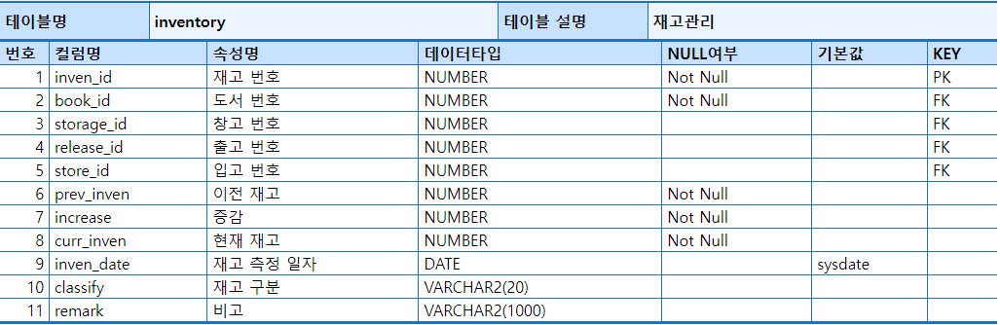 테이블명 inventory 테이블 설명 재고관리
번호 컬럼명 속성명 데이터타입 NULL여부 기본값 KEY
1 inven_id 재고 번호 NUMBER Not Null PK
2 book_id 도서 번호 NUMBER Not Null FK
3 storage_id 창고 번호 NUMBER FK
4 release_id 출고 번호 NUMBER FK
5 store_id 입고 번호 NUMBER FK
6 prev_inven 이전 재고 NUMBER Not Null
7 increase 증감 NUMBER Not Null
8 curr_inven 현재 재고 NUMBER Not Null
9 inven_date 재고 측정 일자 DATE sysdate
10 classify 재고 구분 VARCHAR2(20)
11 remark 비고 VARCHAR2(1000)